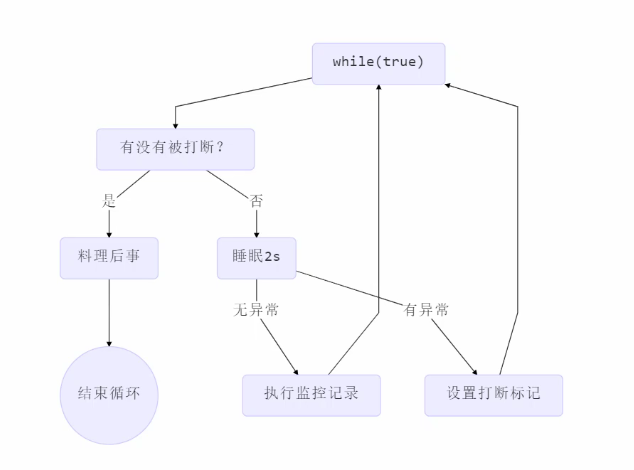 while(true)
有没有被打断？
是
否
料理后事
睡眠2s
无异常
有异常
结束循环
执行监控记录
设置打断标记